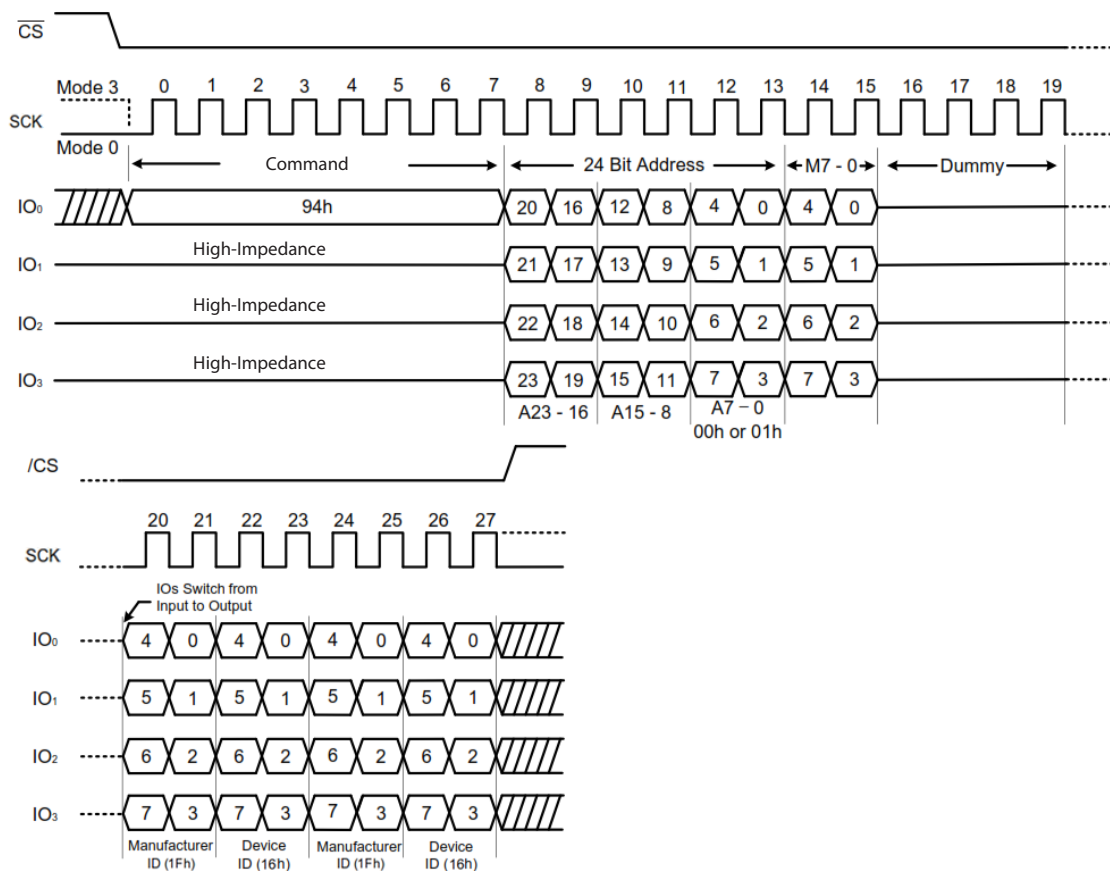 CS
Mode 3 0 1 2 3 4 5 6 7 8 9 10 11 12 13 14 15 16 17 18 19
SCK
Mode 0
Command 24 Bit Address M7 - 0 Dummy
IO0 94h 20 16 12 8 4 0 4 0
High-Impedance
IO1 21 17 13 9 5 1 5 1
High-Impedance
IO2 22 18 14 10 6 2 6 2
High-Impedance
IO3 23 19 15 11 7 3 7 3
A23 - 16 A15 - 8 A7 - 0
00h or 01h
/CS
20 21 22 23 24 25 26 27
SCK
IOs Switch from
Input to Output
IO0 4 0 4 0 4 0 4 0
IO1 5 1 5 1 5 1 5 1
IO2 6 2 6 2 6 2 6 2
IO3 7 3 7 3 7 3 7 3
Manufacturer Device Manufacturer Device
ID (1Fh) ID (16h) ID (1Fh) ID (16h)